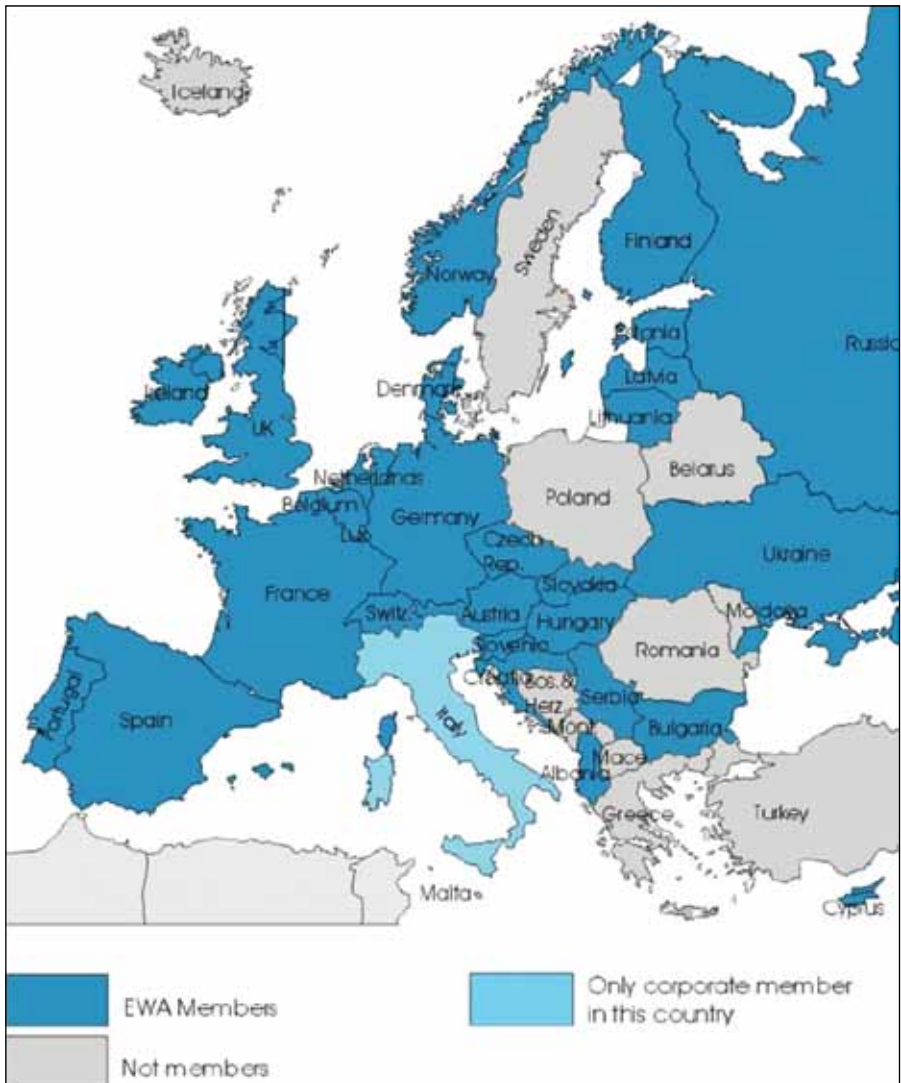 Iceland
Sweden
Finland
Norway
Russia
Estonia
Latvia
Denmark
Ireland
Lithuania
UK
Belarus
Netherlands
Poland
Belgium
Germany
Lux
Czech
Rep.
Ukraine
Slovakia
France
Switz.
Austria
Hungary
Moldova
Slovenia
Romania
Croatia
Bos. &
Herz.
Serbia
Portugal
Spain
Italy
Mont.
Bulgaria
Mace
Albania
Greece
Turkey
Malta
Cyprus
EWA Members
Only corporate member
in this country
Not members